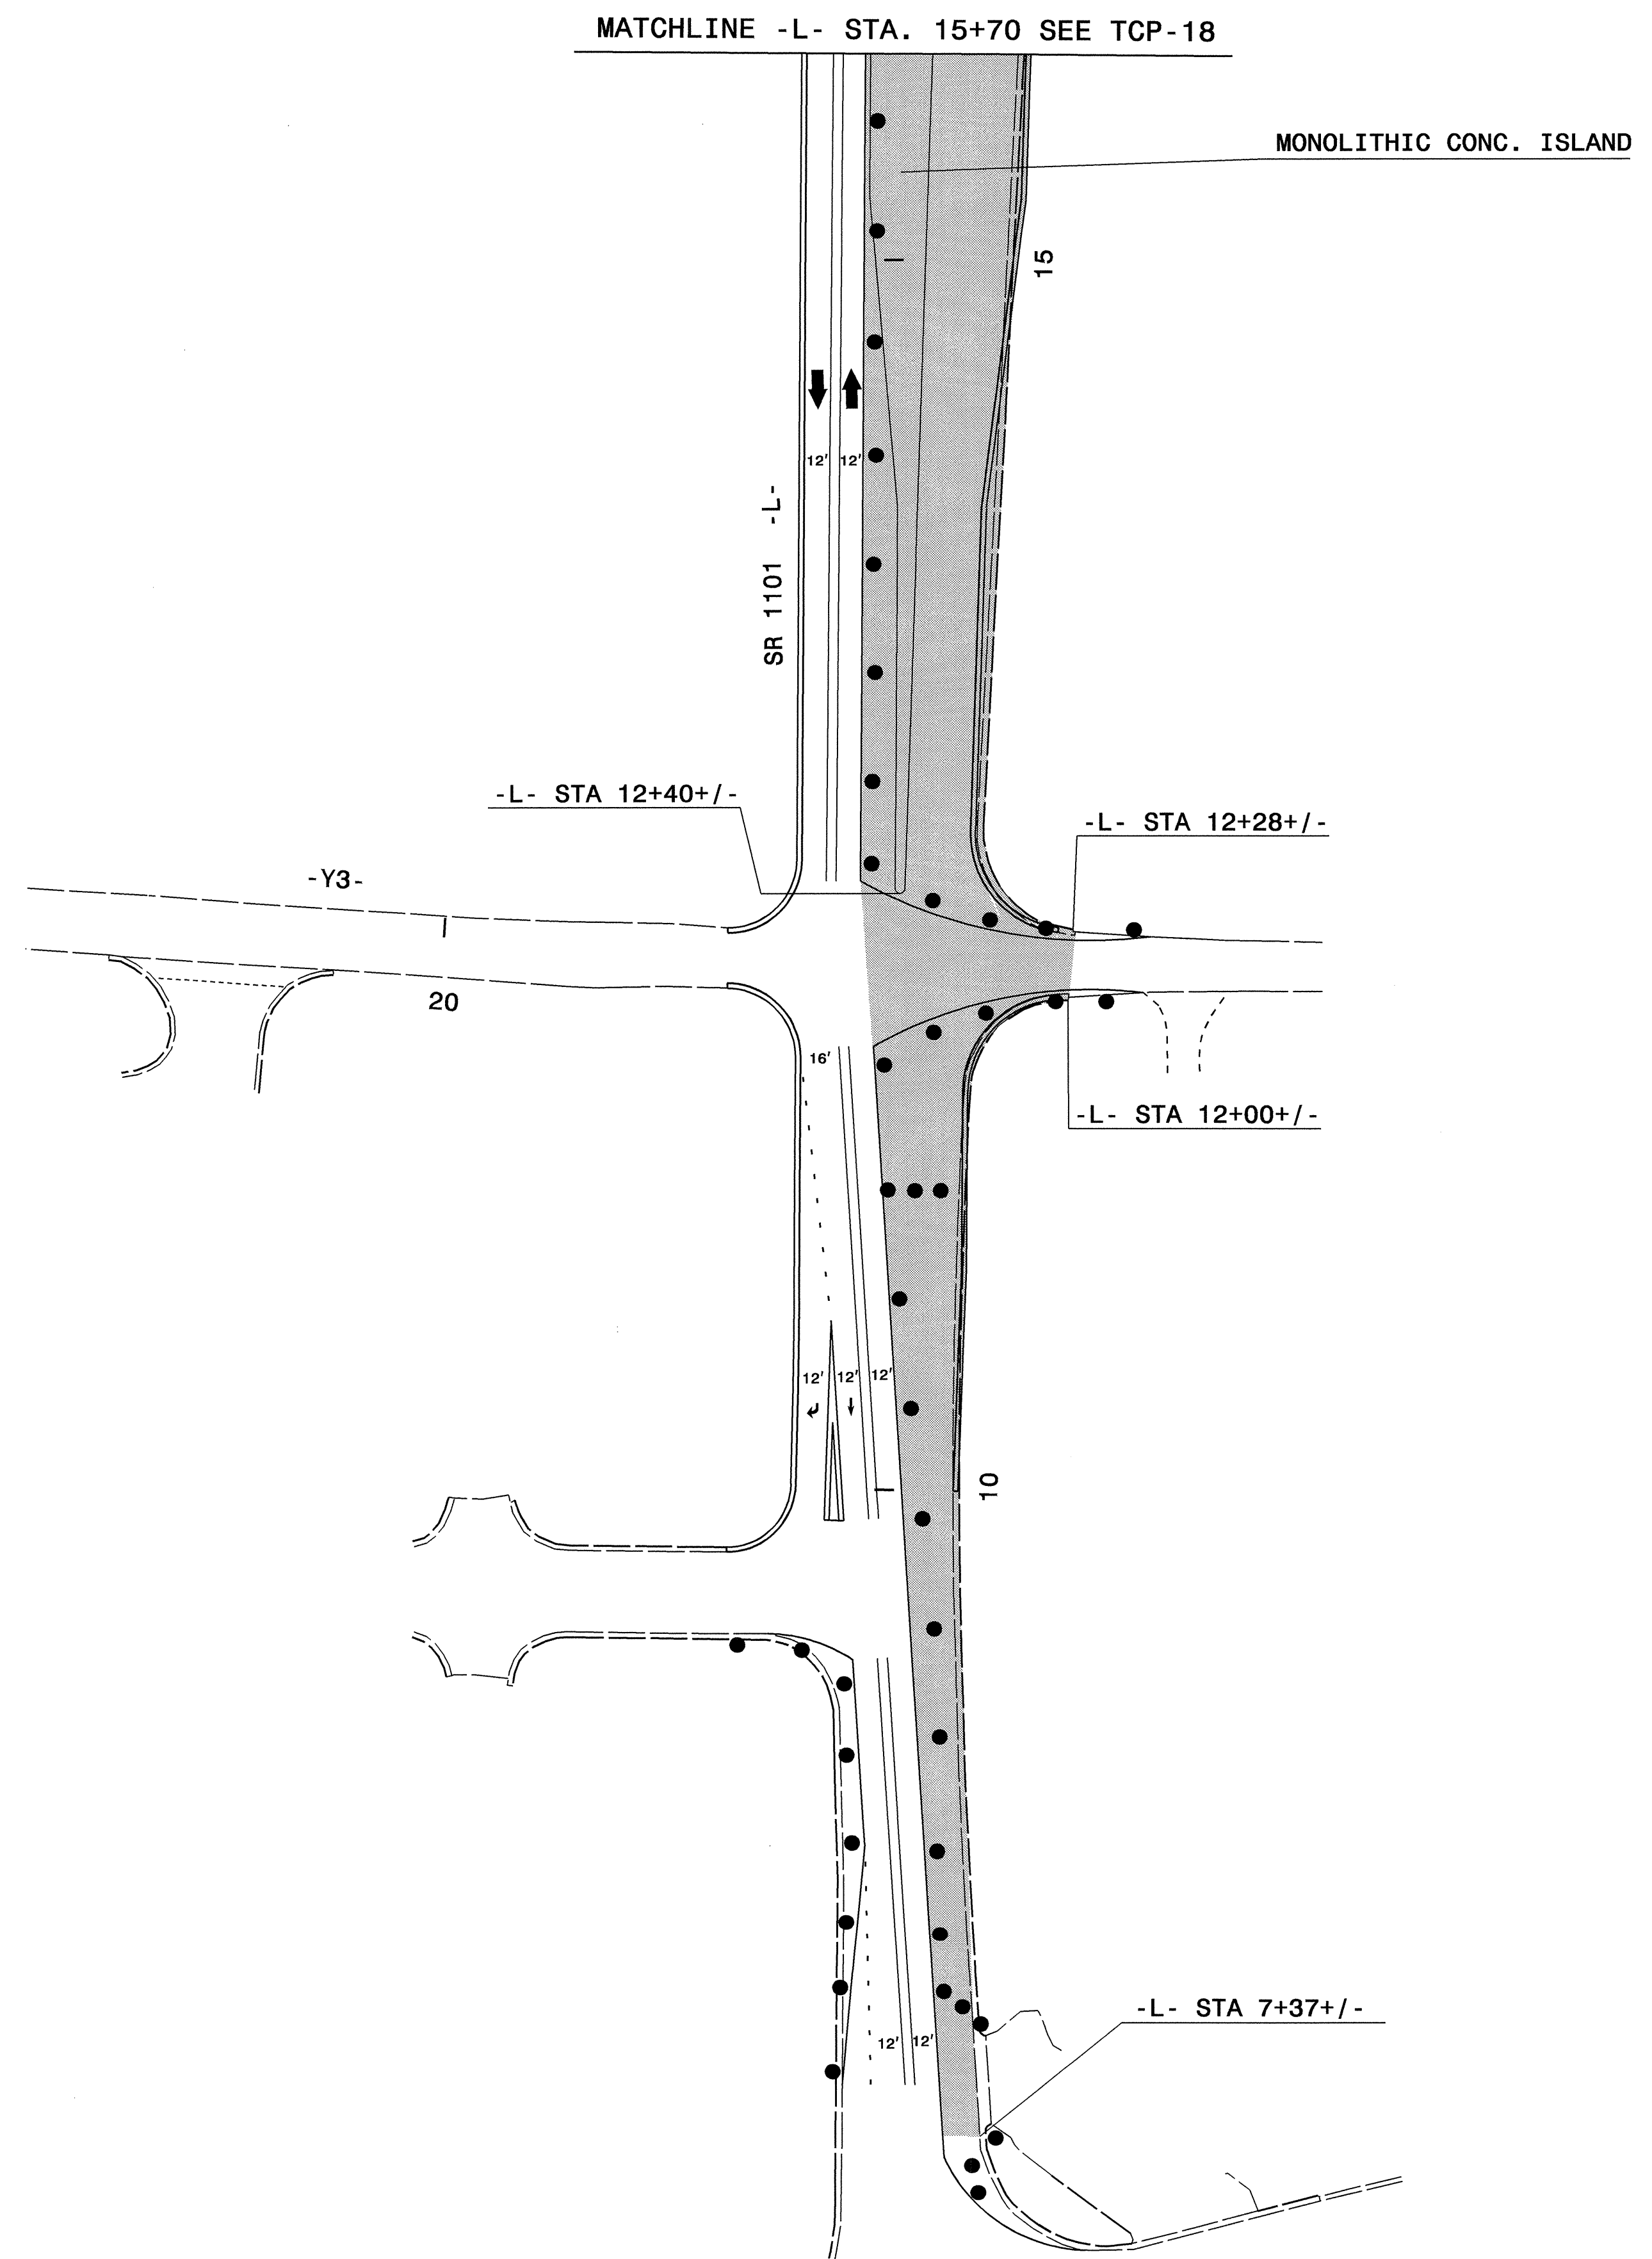 MATCHLINE -L- STA. 15+70 SEE TCP-18
MONOLITHIC CONC. ISLAND
15
12' 12'
SR 1101 -L-
-L- STA 12+40+/-
-L- STA 12+28+/-
-Y3-
20
16'
-L- STA 12+00+/-
12' 12' 12'
10
-L- STA 7+37+/-
12' 12'